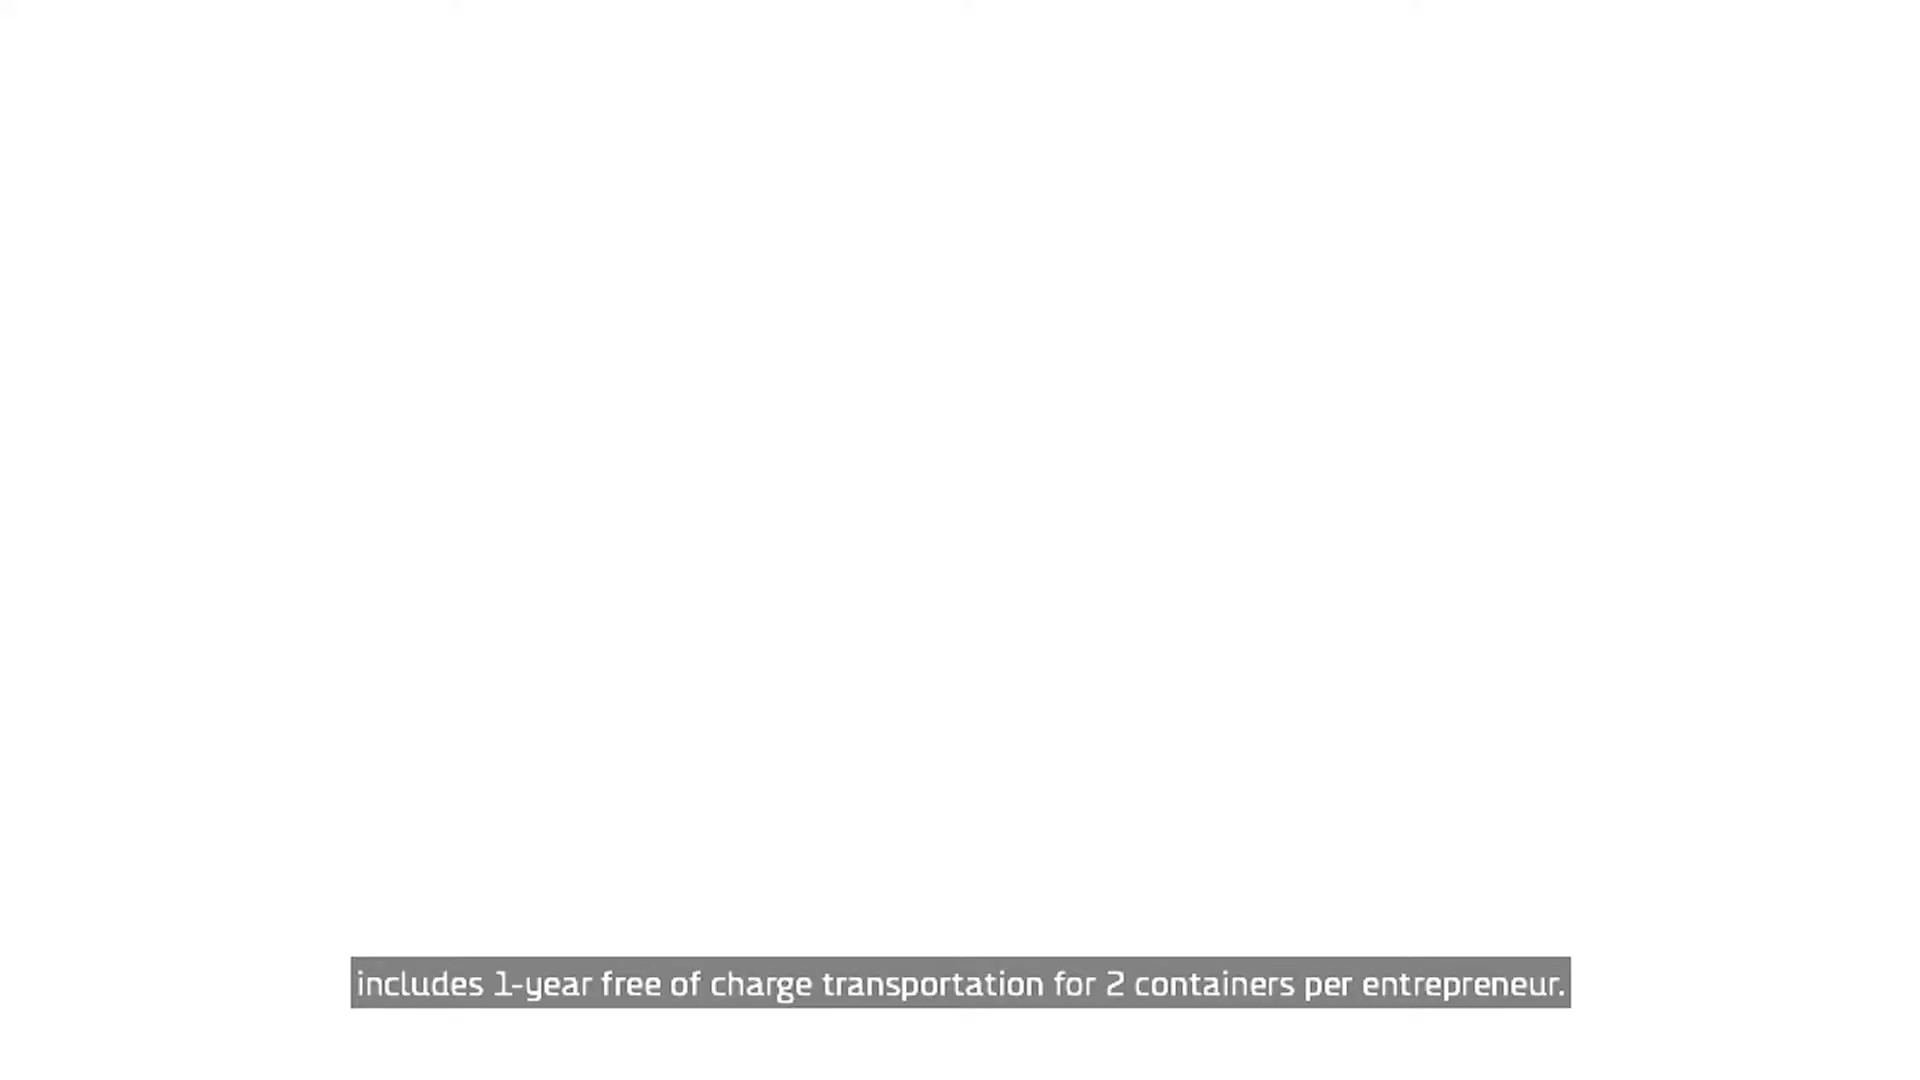 includes 1-year free of charge transportation for 2 containers per entrepreneur.